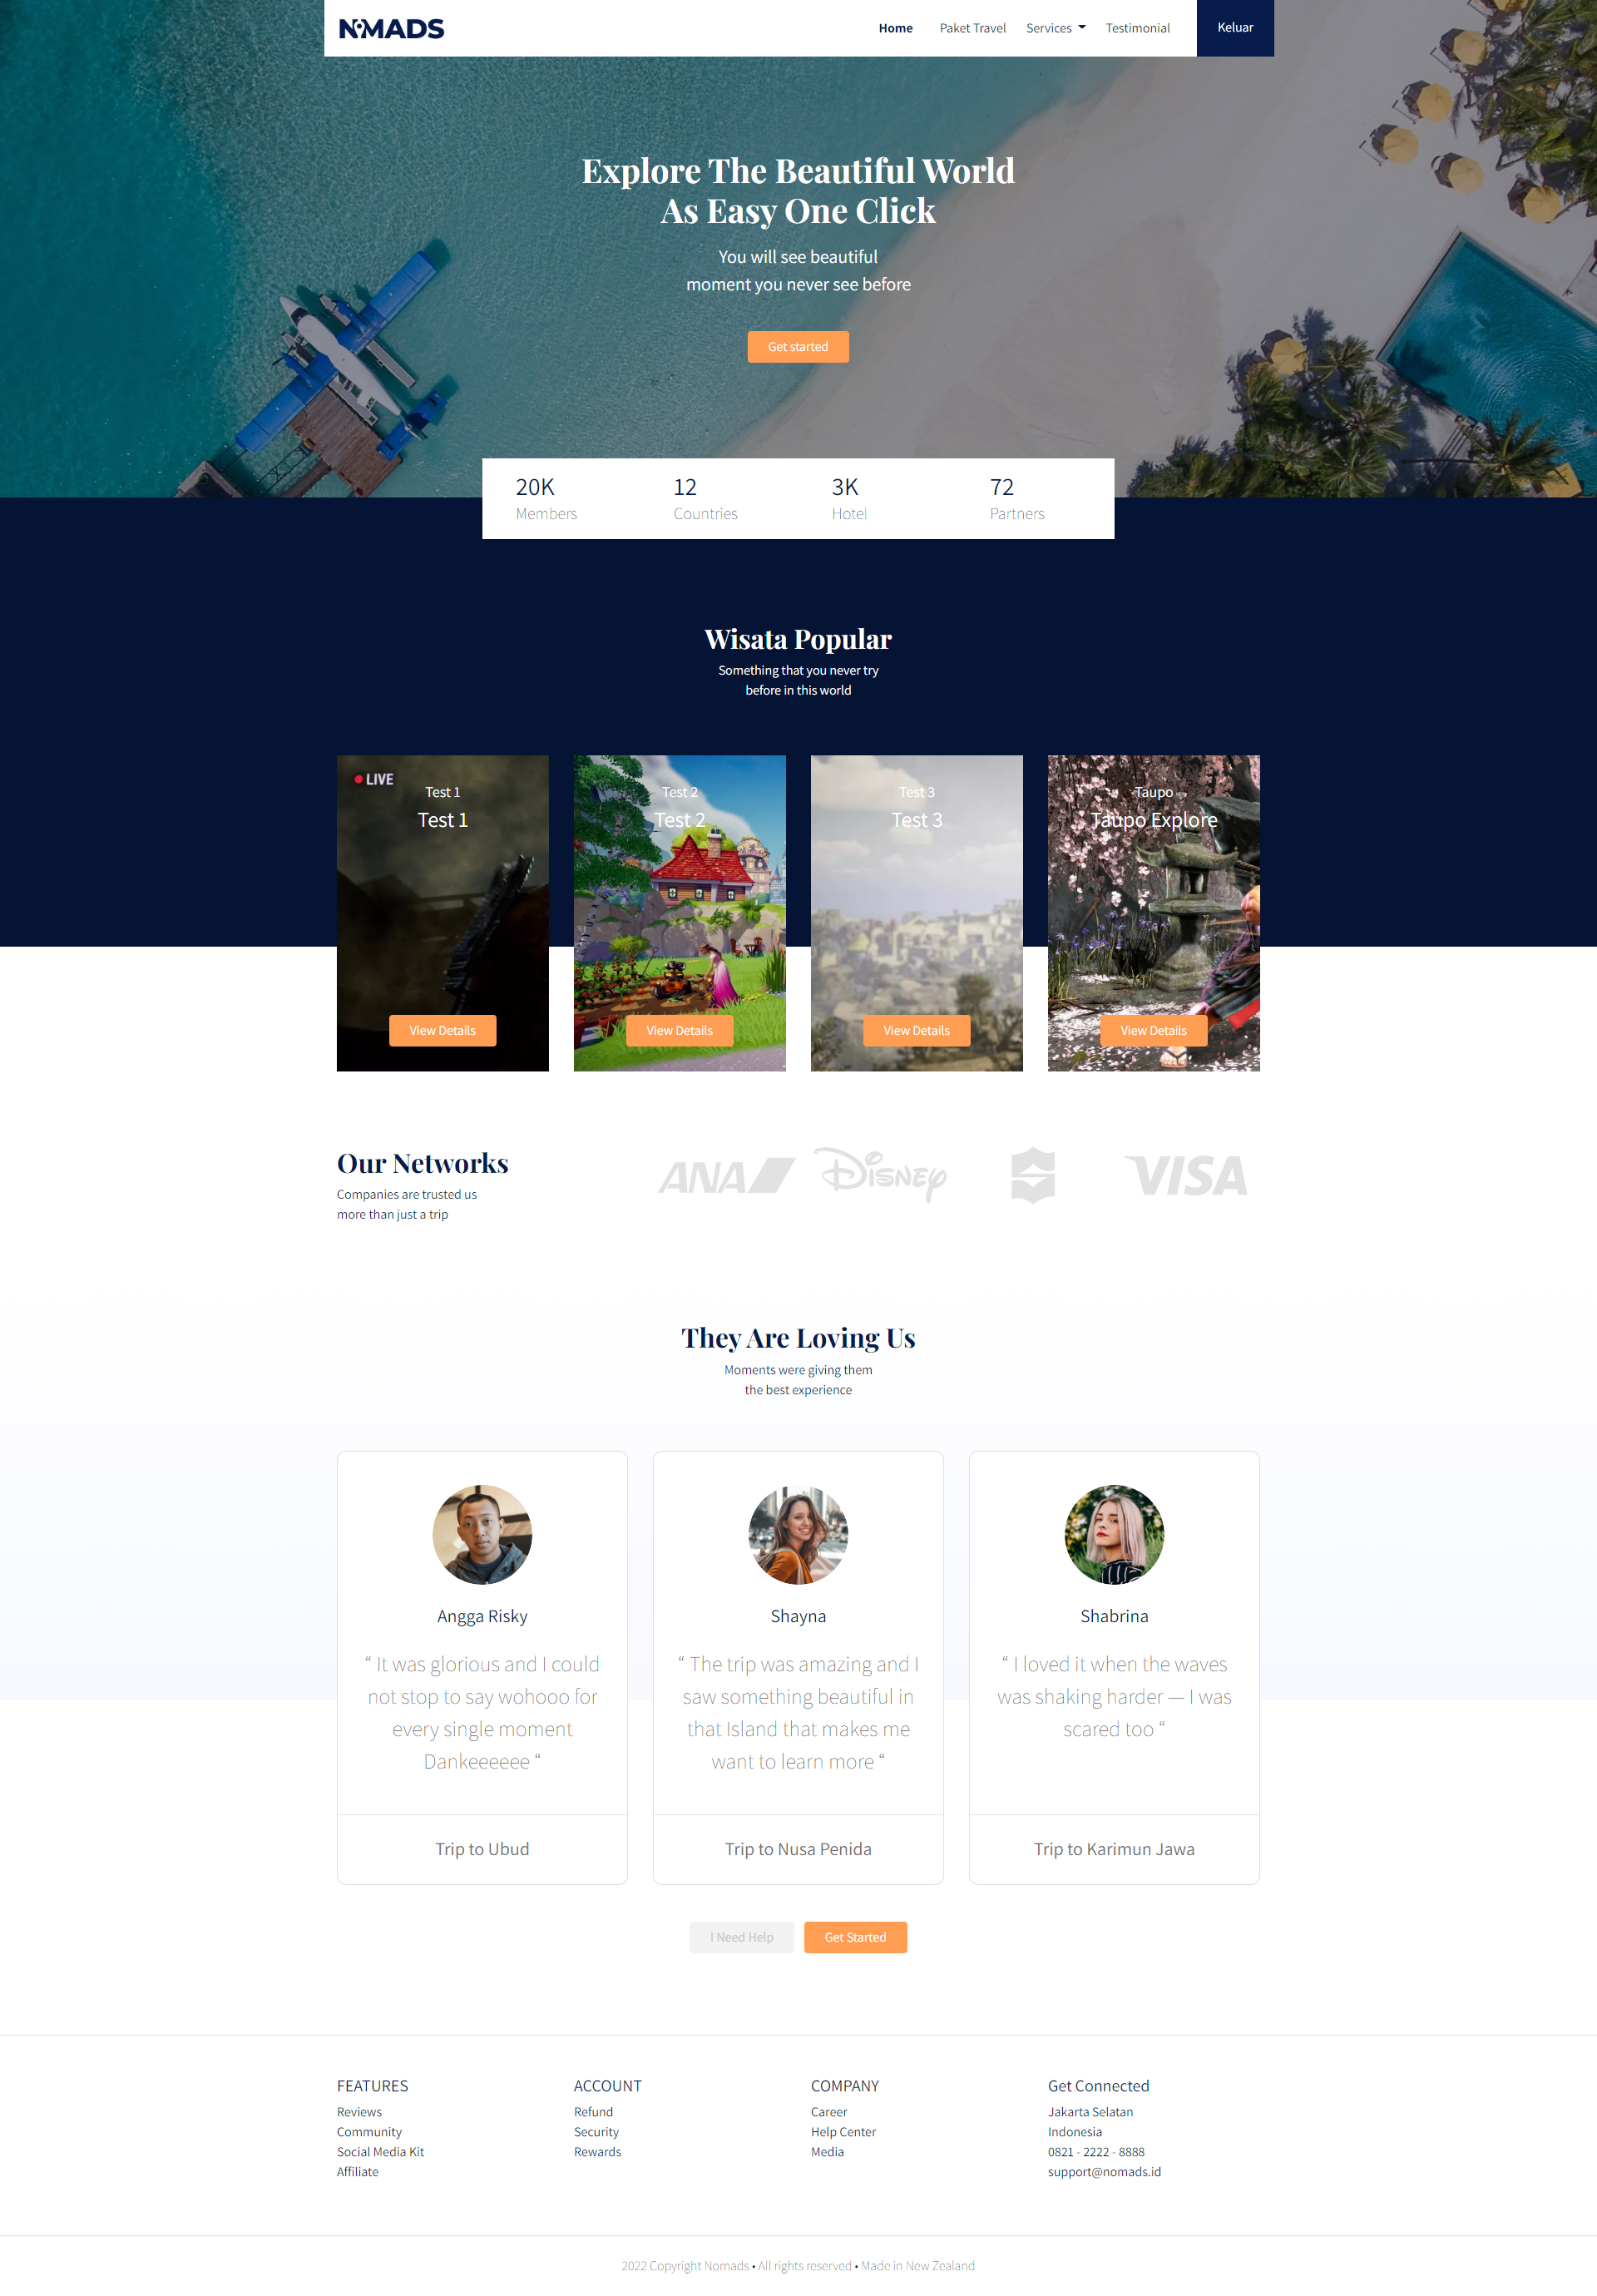 NOMADS
Home Paket Travel Services Testimonial Keluar
Explore The Beautiful World
As Easy One Click
You will see beautiful
moment you never see before
Get started
20K 12 3K 72
Members Countries Hotel Partners
Wisata Popular
Something that you never try
before in this world
LIVE
Test 1 Test 2 Test 3 Taupo
Test 1 Test 2 Test 3 Taupo Explore
View Details View Details View Details View Details
Our Networks
Companies are trusted us
more than just a trip
ANA Disney VISA
They Are Loving Us
Moments were giving them
the best experience
Angga Risky
“ It was glorious and I could
not stop to say wohooo for
every single moment
Dankeeeeee “
Trip to Ubud
Shayna
“ The trip was amazing and I
saw something beautiful in
that Island that makes me
want to learn more “
Trip to Nusa Penida
Shabrina
“ I loved it when the waves
was shaking harder — I was
scared too “
Trip to Karimun Jawa
I Need Help Get Started
FEATURES
Reviews
Community
Social Media Kit
Affiliate
ACCOUNT
Refund
Security
Rewards
COMPANY
Career
Help Center
Media
Get Connected
Jakarta Selatan
Indonesia
0821 - 2222 - 8888
support@nomads.id
2022 Copyright Nomads • All rights reserved • Made in New Zealand